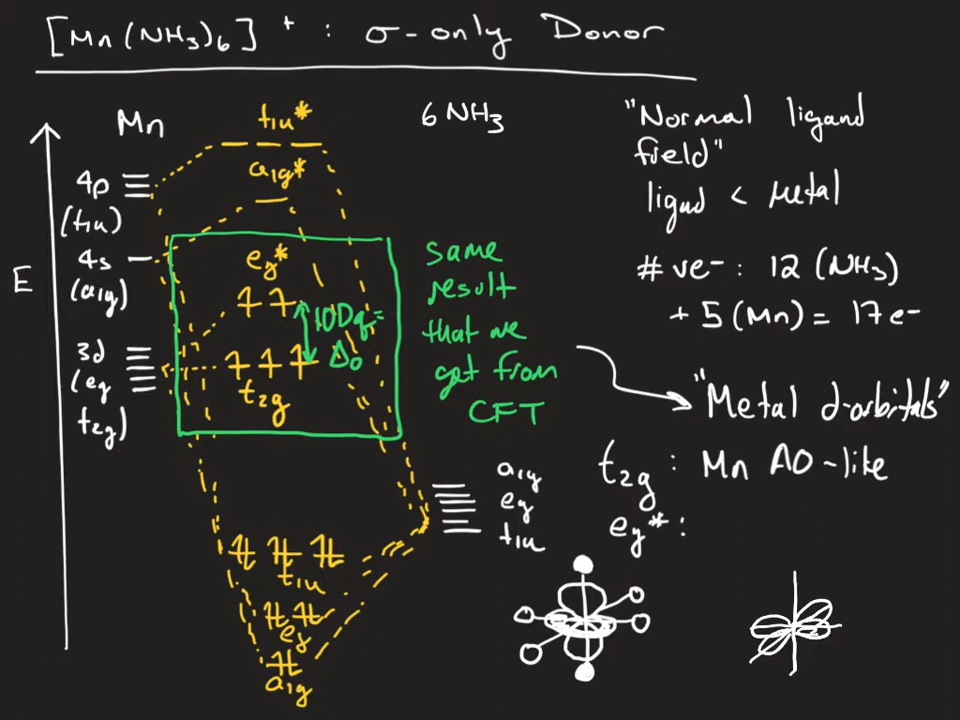 [Mn(NH3)6]+ : σ-only Donor
Mn
t1u*
6 NH3
"Normal ligand
field"
ligand < Metal
a1g*
4p
(t1u)
E
4s
(a1g)
eg*
same
result
that we
get from
CFT
# ve- : 12 (NH3)
+ 5 (Mn) = 17 e-
10Dq =
Δo
3d
(eg
t2g)
t2g
"Metal d-orbitals"
t2g : Mn AO-like
eg* :
a1g
eg
t1u
t1u
eg
a1g